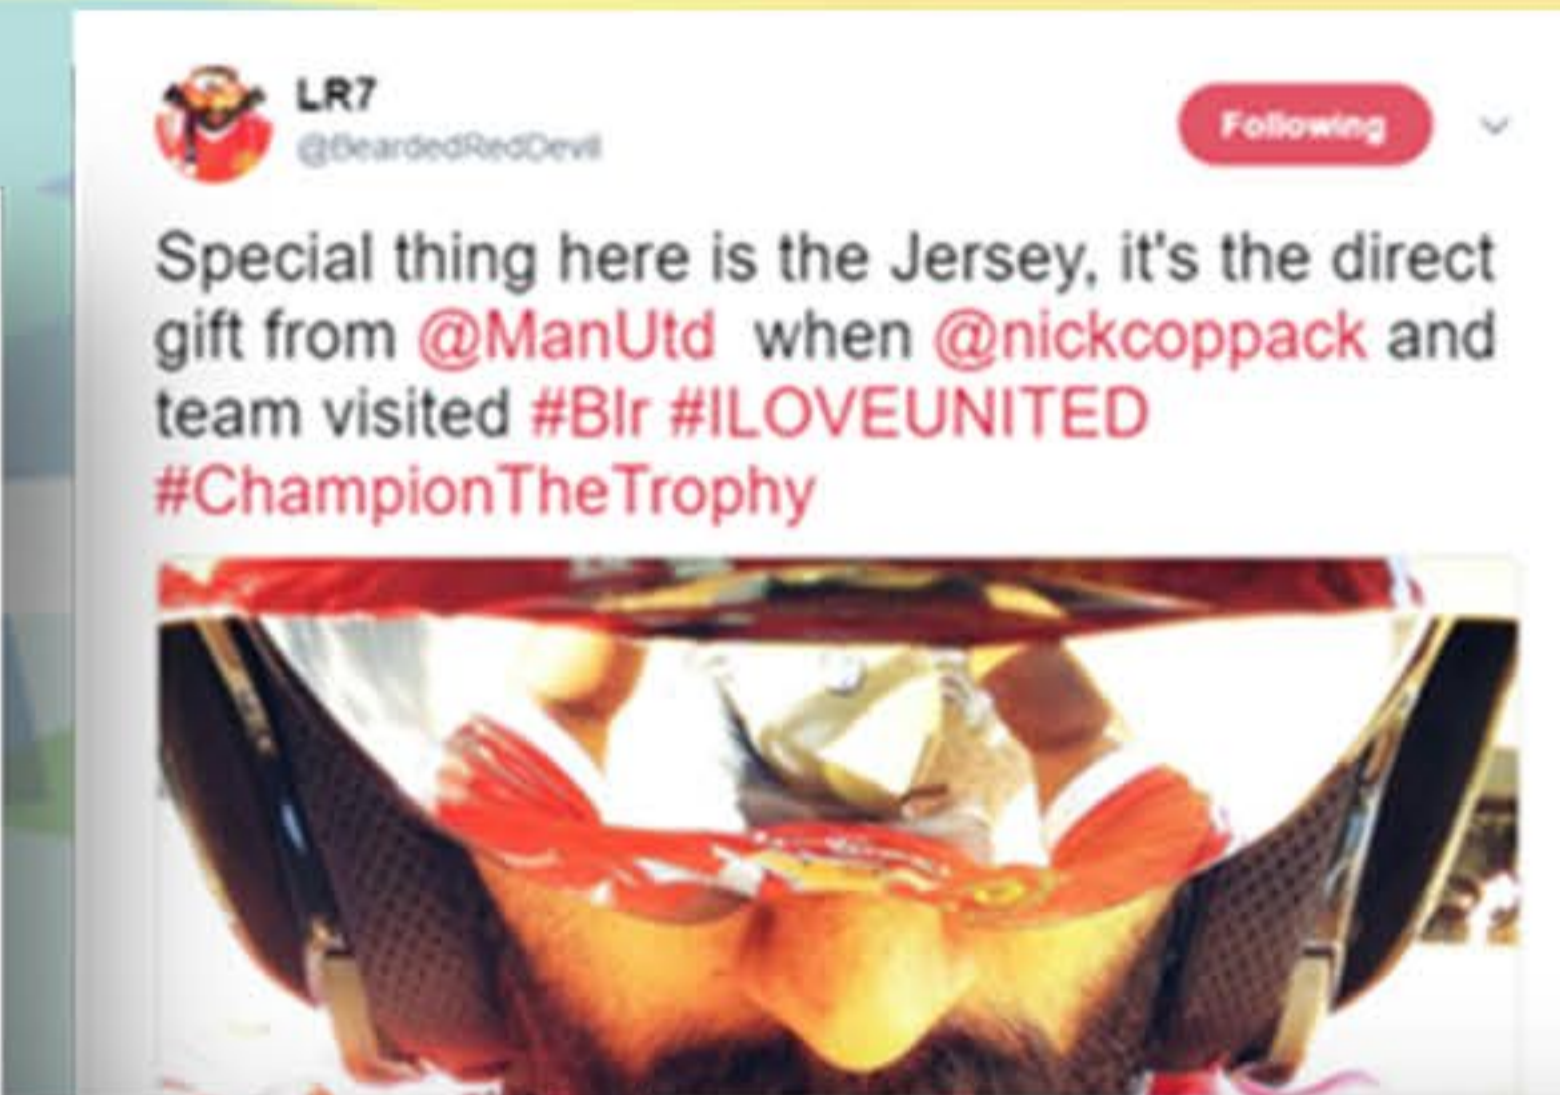 LR7
@BeardedRedDevil
Following
Special thing here is the Jersey, it's the direct
gift from @ManUtd when @nickcoppack and
team visited #Blr #ILOVEUNITED
#ChampionTheTrophy